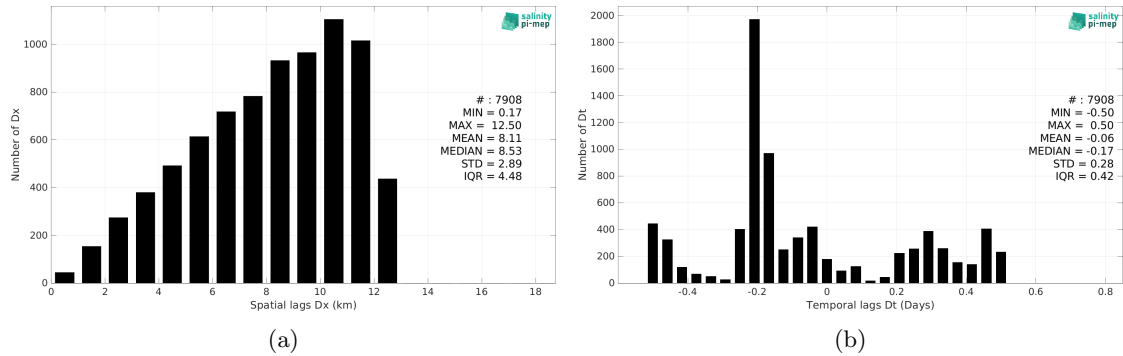 salinity
pi-mep
1000
800
600
400
200
0
Number of Dx
# : 7908
MIN = 0.17
MAX = 12.50
MEAN = 8.11
MEDIAN = 8.53
STD = 2.89
IQR = 4.48
0 2 4 6 8 10 12 14 16 18
Spatial lags Dx (km)
(a)
salinity
pi-mep
2000
1800
1600
1400
1200
1000
800
600
400
200
0
Number of Dt
# : 7908
MIN = -0.50
MAX = 0.50
MEAN = -0.06
MEDIAN = -0.17
STD = 0.28
IQR = 0.42
-0.4 -0.2 0 0.2 0.4 0.6 0.8
Temporal lags Dt (Days)
(b)